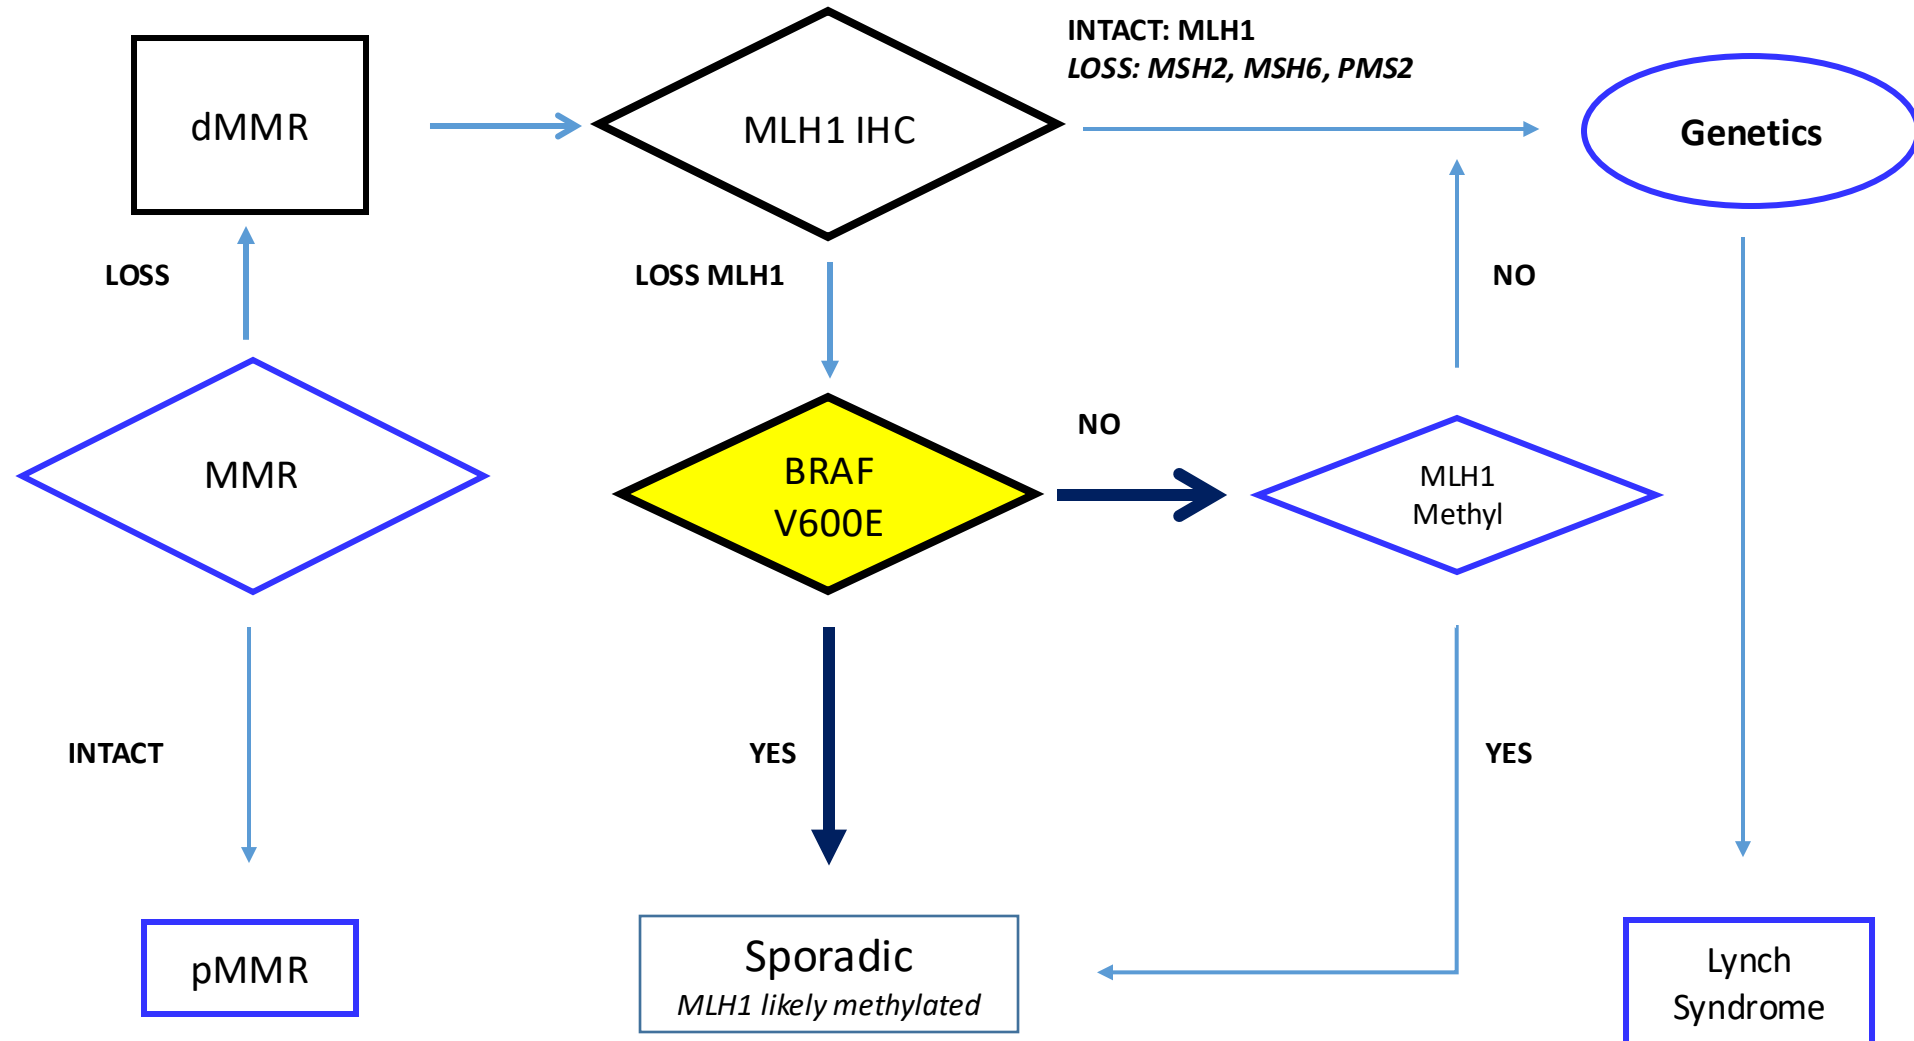 INTACT: MLH1
LOSS: MSH2, MSH6, PMS2
dMMR
MLH1 IHC
Genetics
LOSS
LOSS MLH1
NO
MMR
BRAF
V600E
NO
MLH1
Methyl
INTACT
YES
YES
pMMR
Sporadic
MLH1 likely methylated
Lynch
Syndrome